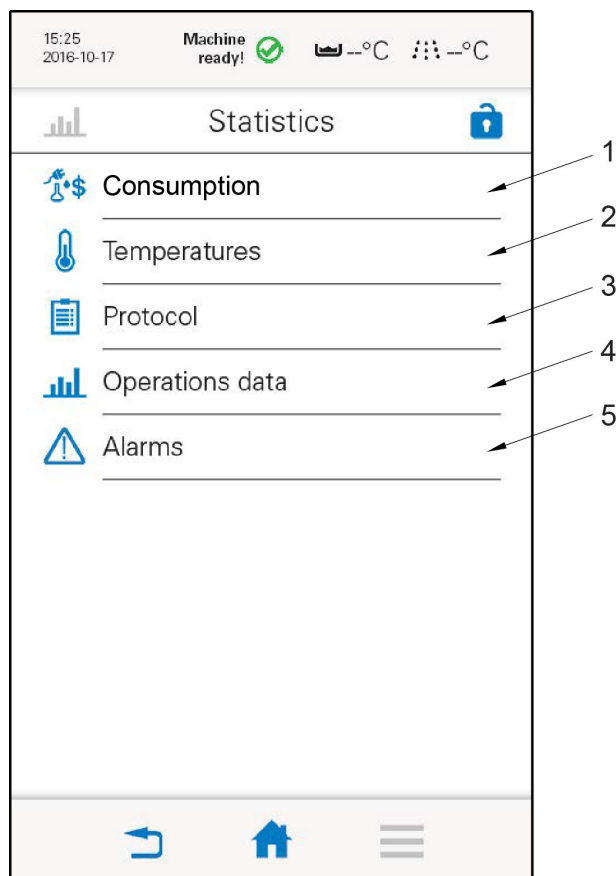 15:25
2016-10-17
Machine
ready!
--°C
--°C
Statistics
$ Consumption
1
Temperatures
2
Protocol
3
Operations data
4
Alarms
5